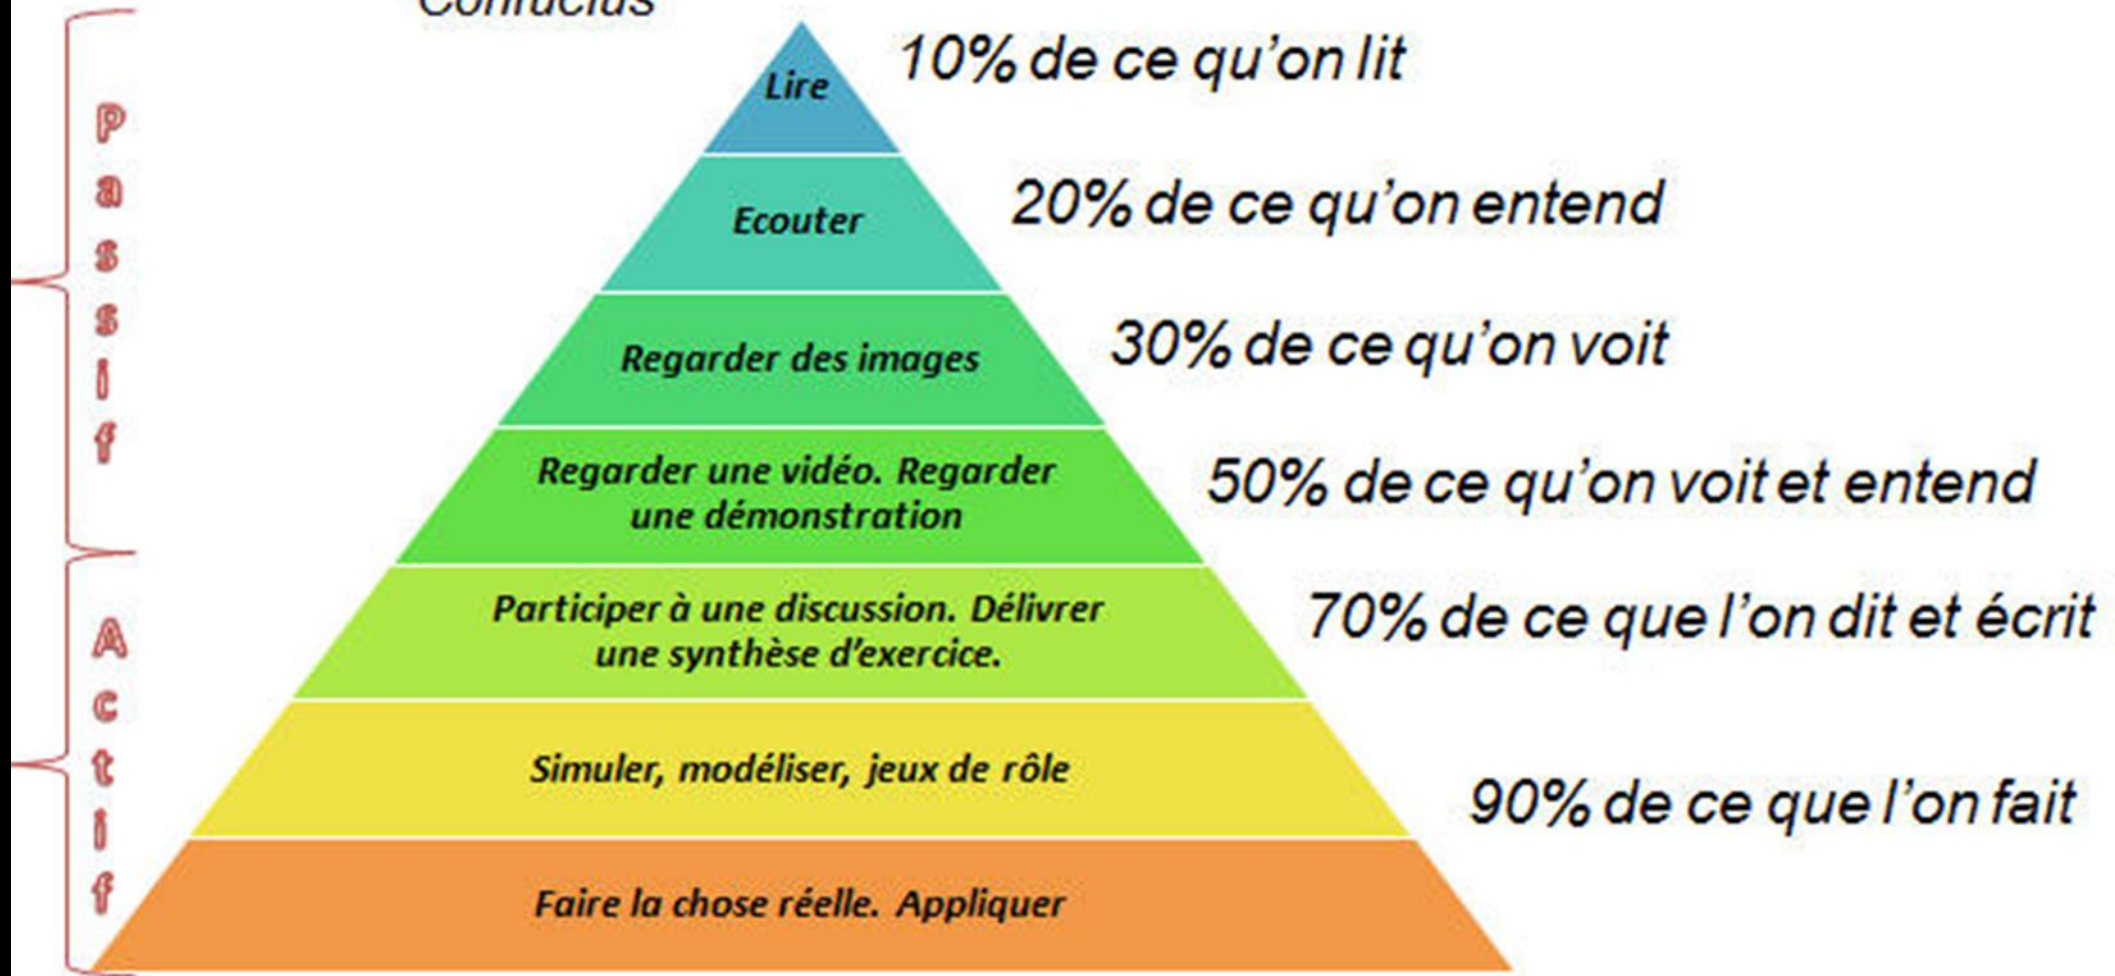 Confucius
Passif
Lire
10% de ce qu'on lit
Ecouter
20% de ce qu'on entend
Regarder des images
30% de ce qu'on voit
Regarder une vidéo. Regarder
une démonstration
50% de ce qu'on voit et entend
Actif
Participer à une discussion. Délivrer
une synthèse d'exercice.
70% de ce que l'on dit et écrit
Simuler, modéliser, jeux de rôle
90% de ce que l'on fait
Faire la chose réelle. Appliquer